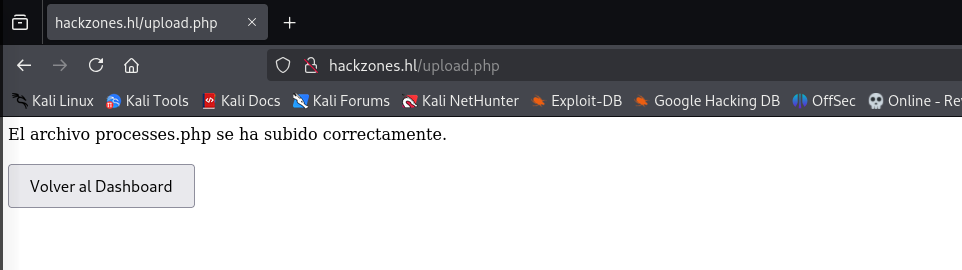 hackzones.hl/upload.php
hackzones.hl/upload.php
Kali Linux Kali Tools Kali Docs Kali Forums Kali NetHunter Exploit-DB Google Hacking DB OffSec Online - Re
El archivo processes.php se ha subido correctamente.
Volver al Dashboard